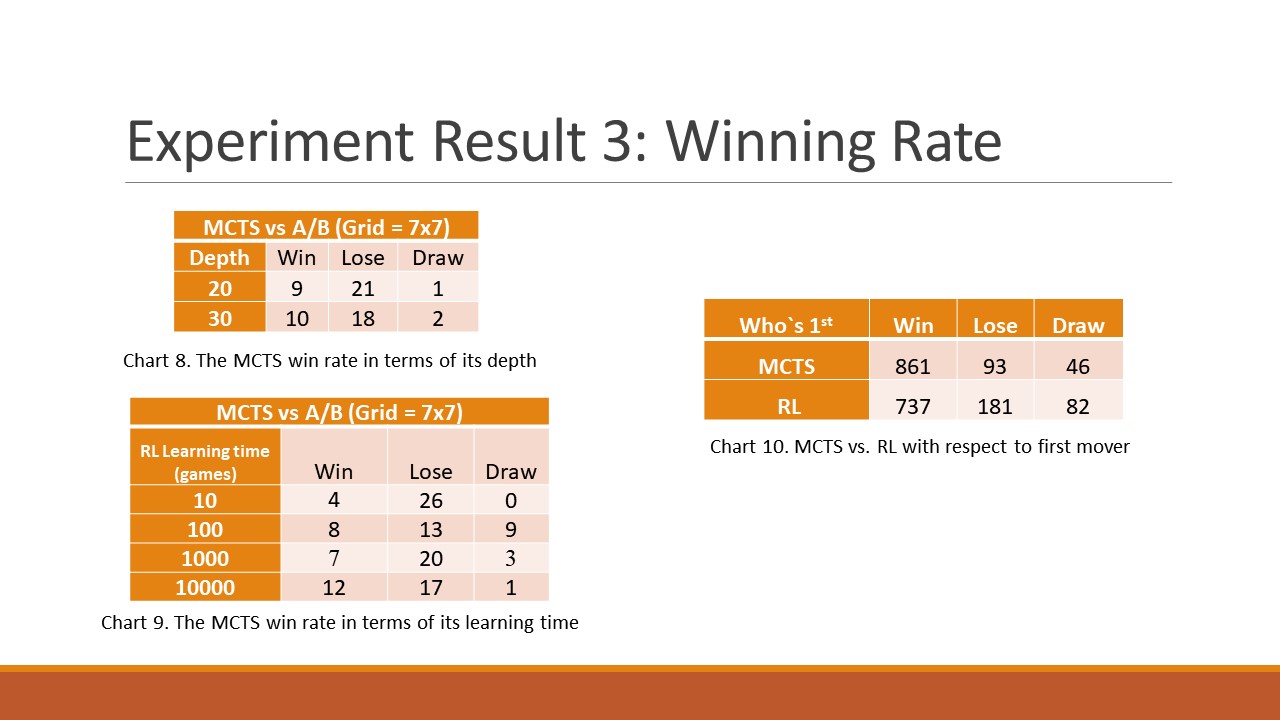 Experiment Result 3: Winning Rate
MCTS vs A/B (Grid = 7x7)
Depth Win Lose Draw
20 9 21 1
30 10 18 2
Chart 8. The MCTS win rate in terms of its depth
MCTS vs A/B (Grid = 7x7)
RL Learning time
(games) Win Lose Draw
10 4 26 0
100 8 13 9
1000 7 20 3
10000 12 17 1
Chart 9. The MCTS win rate in terms of its learning time
Who`s 1st Win Lose Draw
MCTS 861 93 46
RL 737 181 82
Chart 10. MCTS vs. RL with respect to first mover